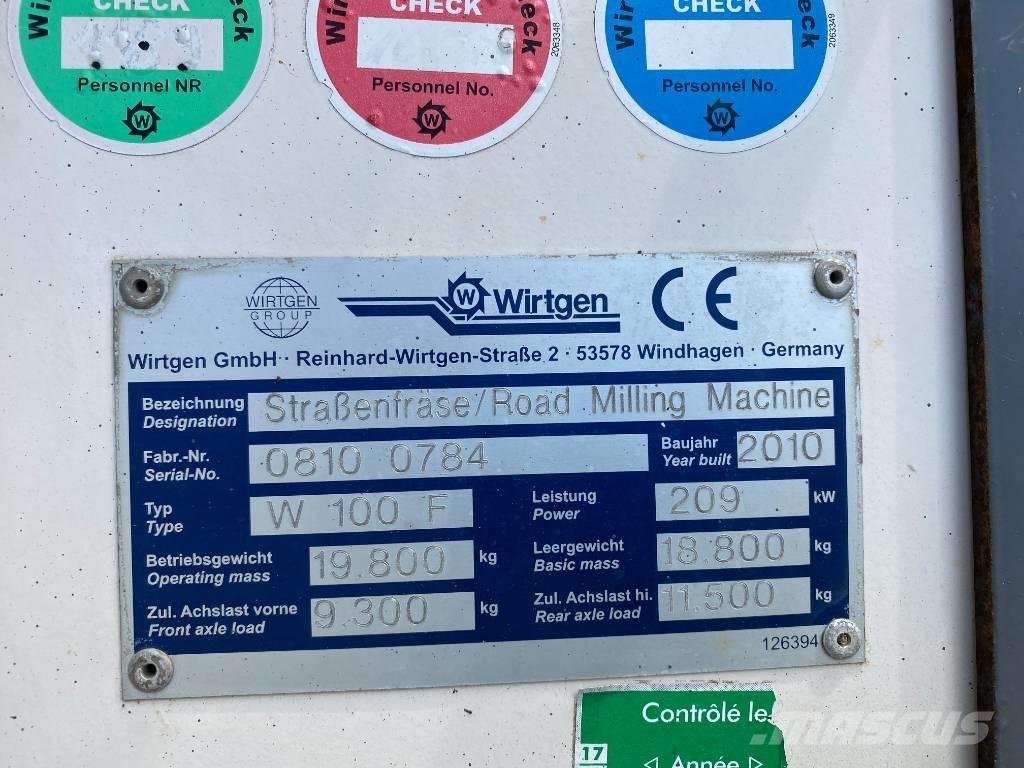 CHECK CHECK CHECK
Personnel NR Personnel No. Personnel No.
2063348 2063349
W W W
WIRTGEN
GROUP
W Wirtgen CE
Wirtgen GmbH · Reinhard-Wirtgen-Straße 2 · 53578 Windhagen · Germany
Bezeichnung Straßenfräse/Road Milling Machine
Designation
Fabr.-Nr. 0810 0784 Baujahr 2010
Serial-No. Year built
Typ W 100 F Leistung 209 kW
Type Power
Betriebsgewicht 19.800 kg Leergewicht 18.800 kg
Operating mass Basic mass
Zul. Achslast vorne 9.300 kg Zul. Achslast hi. 11.500 kg
Front axle load Rear axle load
126394
Contrôlé le
17 Année
MASCUS